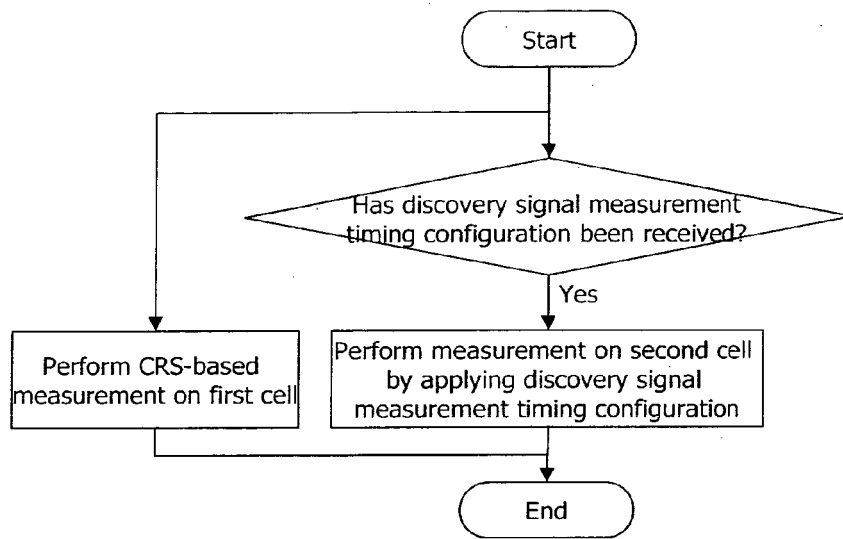 Start
Has discovery signal measurement
timing configuration been received?
Yes
Perform CRS-based
measurement on first cell
Perform measurement on second cell
by applying discovery signal
measurement timing configuration
End